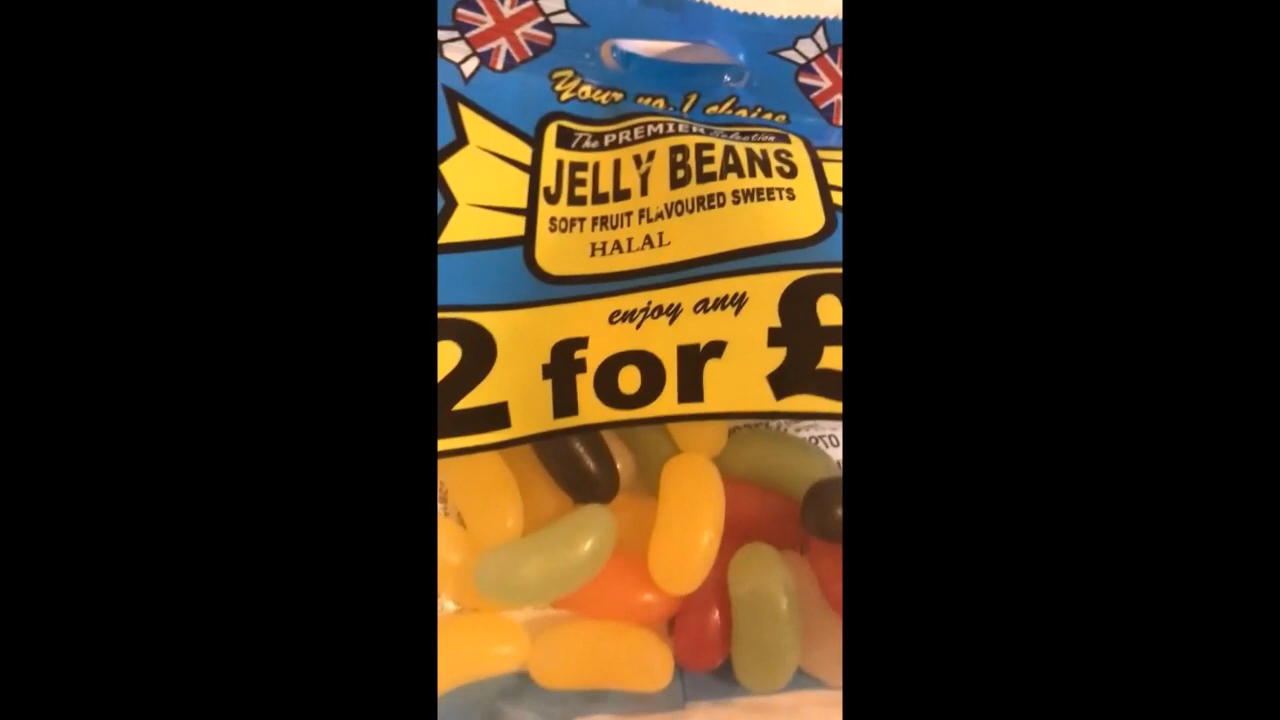 Your no.1 choice
The PREMIER Selection
JELLY BEANS
SOFT FRUIT FLAVOURED SWEETS
HALAL
enjoy any
2 for £